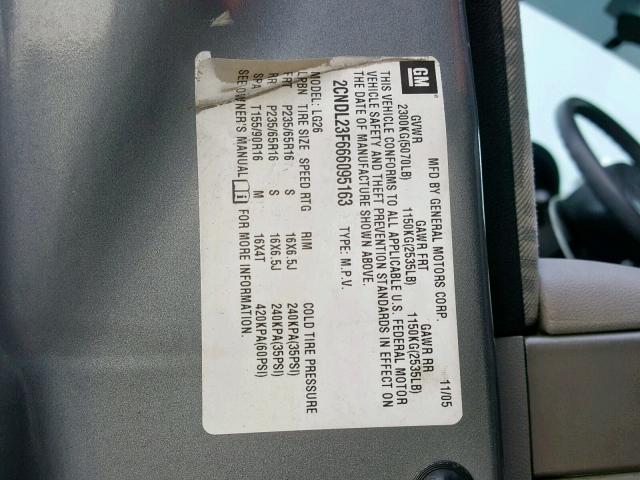 GM
MFD BY GENERAL MOTORS CORP. 11/05
GVWR GAWR FRT GAWR RR
2300KG(5070LB) 1150KG(2535LB) 1150KG(2535LB)
THIS VEHICLE CONFORMS TO ALL APPLICABLE U.S. FEDERAL MOTOR
VEHICLE SAFETY AND THEFT PREVENTION STANDARDS IN EFFECT ON
THE DATE OF MANUFACTURE SHOWN ABOVE.
2CNDL23F666095163 TYPE: M.P.V.
MODEL: LG26
TIRE SIZE SPEED RTG RIM COLD TIRE PRESSURE
FRT P235/65R16 S 16X6.5J 240KPA(35PSI)
RR P235/65R16 S 16X6.5J 240KPA(35PSI)
SPA T155/90R16 M 16X4T 420KPA(60PSI)
SEE OWNER'S MANUAL FOR MORE INFORMATION.